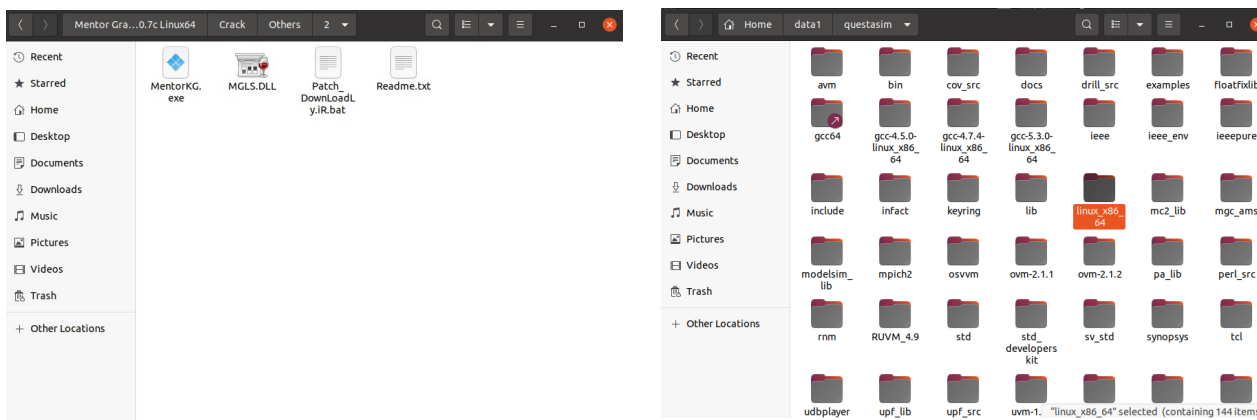 Mentor Gra...0.7c Linux64 Crack Others 2
Recent
Starred
Home
Desktop
Documents
Downloads
Music
Pictures
Videos
Trash
+ Other Locations
MentorKG.
exe
MGLS.DLL
Patch_
DownLoadL
y.iR.bat
Readme.txt
Home data1 questasim
Recent
Starred
Home
Desktop
Documents
Downloads
Music
Pictures
Videos
Trash
+ Other Locations
avm
bin
cov_src
docs
drill_src
examples
floatfixlib
gcc64
gcc-4.5.0-
linux_x86_
64
gcc-4.7.4-
linux_x86_
64
gcc-5.3.0-
linux_x86_
64
ieee
ieee_env
ieeepure
include
infact
keyring
lib
linux_x86_
64
mc2_lib
mgc_ams
modelsim_
lib
mpich2
osvvm
ovm-2.1.1
ovm-2.1.2
pa_lib
perl_src
rnm
RUVM_4.9
std
std_
developers
kit
sv_std
synopsys
tcl
udbplayer
upf_lib
upf_src
uvm-1.
"linux_x86_64" selected (containing 144 item